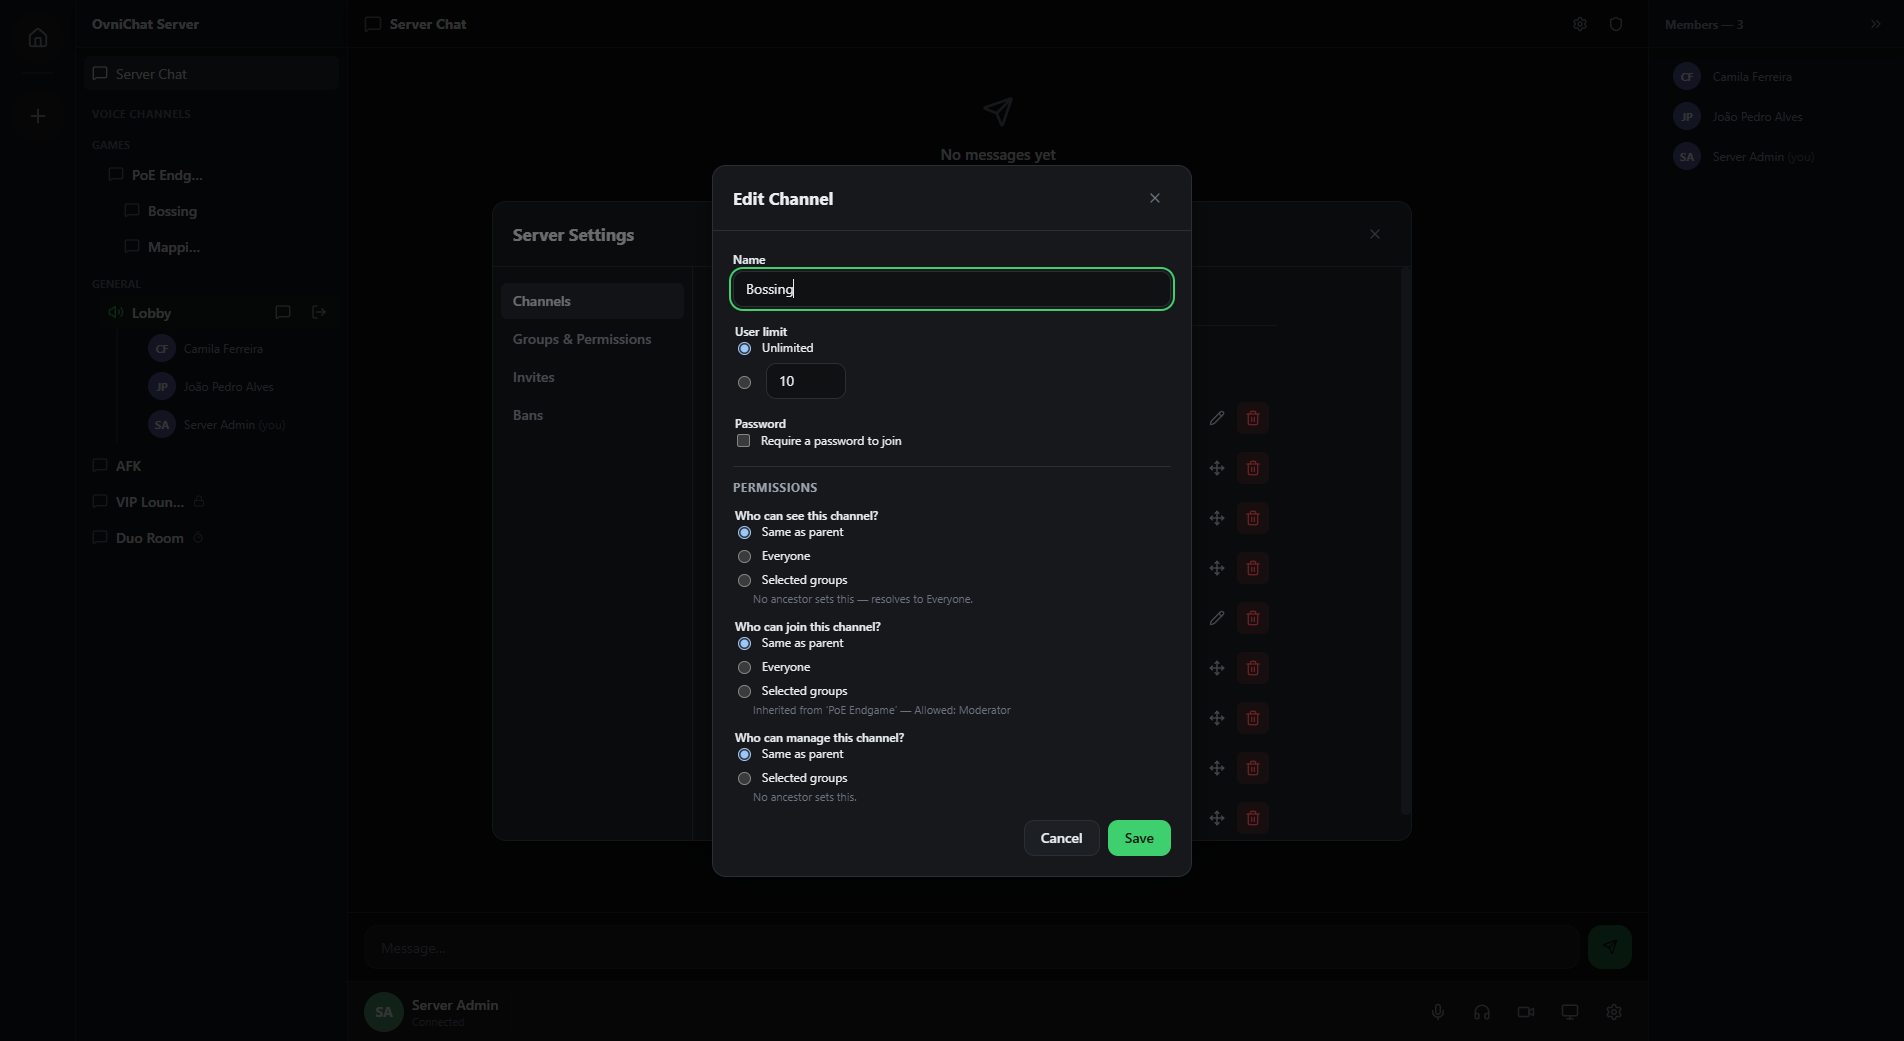 OvniChat Server
Server Chat
VOICE CHANNELS
GAMES
PoE Endg...
Bossing
Mappi...
GENERAL
Lobby
CF Camila Ferreira
JP João Pedro Alves
SA Server Admin (you)
AFK
VIP Loun...
Duo Room
Server Chat
No messages yet
Server Settings
Channels
Groups & Permissions
Invites
Bans
Edit Channel
Name
Bossing
User limit
Unlimited
10
Password
Require a password to join
PERMISSIONS
Who can see this channel?
Same as parent
Everyone
Selected groups
No ancestor sets this — resolves to Everyone.
Who can join this channel?
Same as parent
Everyone
Selected groups
Inherited from 'PoE Endgame' — Allowed: Moderator
Who can manage this channel?
Same as parent
Selected groups
No ancestor sets this.
Cancel
Save
Message...
SA Server Admin
Connected
Members — 3
CF Camila Ferreira
JP João Pedro Alves
SA Server Admin (you)